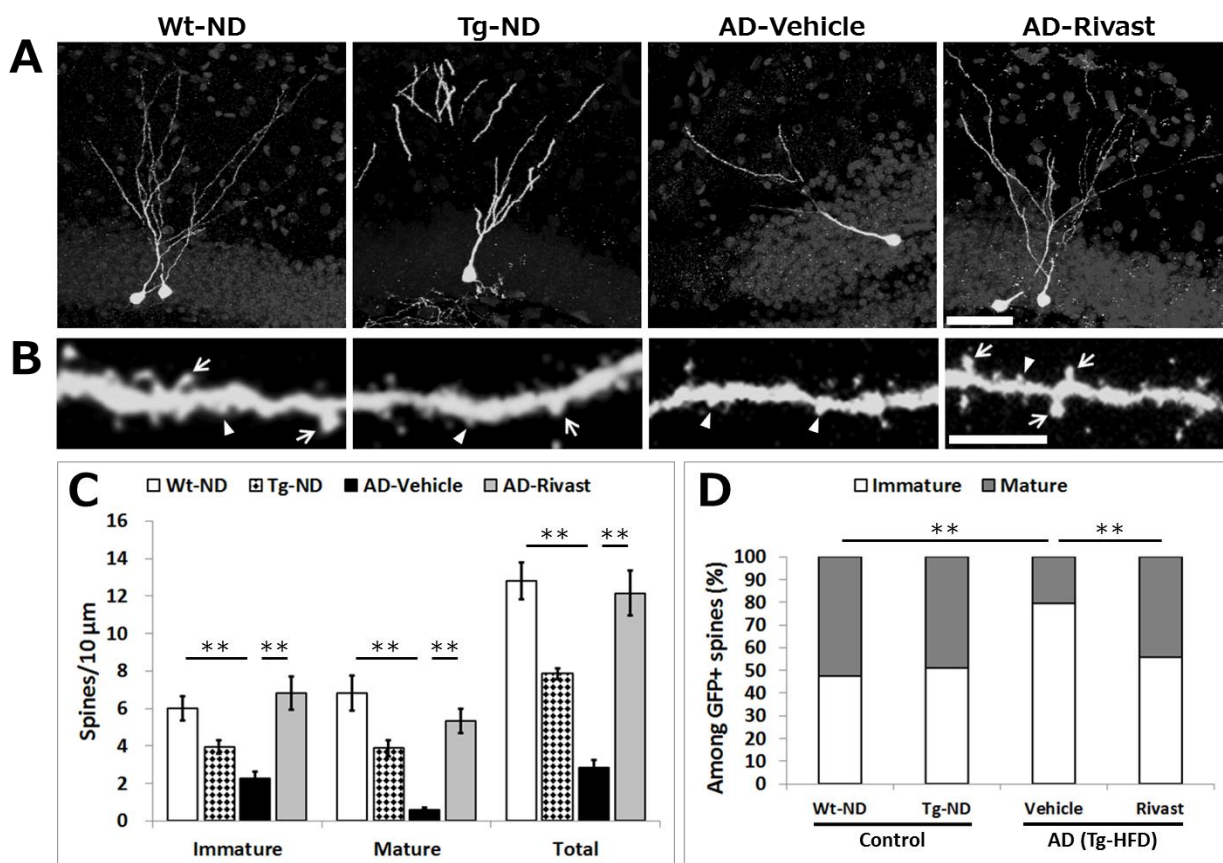 Wt-ND Tg-ND AD-Vehicle AD-Rivast
A
B
C
Wt-ND Tg-ND AD-Vehicle AD-Rivast
Spines/10 µm
16
14
12
10
8
6
4
2
0
** ** ** ** ** **
Immature Mature Total
D
Immature Mature
** **
Among GFP+ spines (%)
100
90
80
70
60
50
40
30
20
10
0
Wt-ND Tg-ND Vehicle Rivast
Control AD (Tg-HFD)